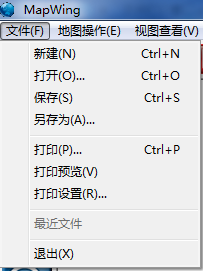 MapWing
文件(F) 地图操作(E) 视图查看(V)
新建(N) Ctrl+N
打开(O)... Ctrl+O
保存(S) Ctrl+S
另存为(A)...
打印(P)... Ctrl+P
打印预览(V)
打印设置(R)...
最近文件
退出(X)